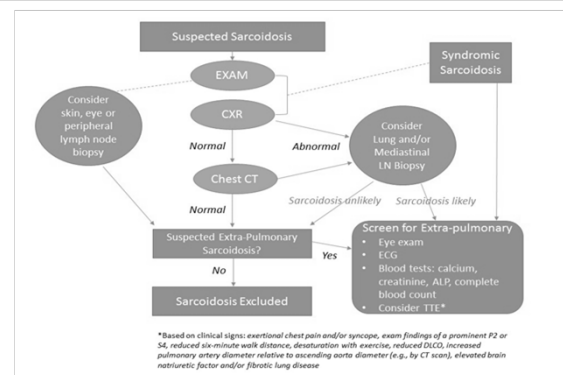 Suspected Sarcoidosis
EXAM
Syndromic
Sarcoidosis
Consider
skin, eye or
peripheral
lymph node
biopsy
CXR
Consider
Lung and/or
Mediastinal
LN Biopsy
Normal
Abnormal
Chest CT
Normal
Sarcoidosis unlikely
Sarcoidosis likely
Suspected Extra-Pulmonary
Sarcoidosis?
Yes
Screen for Extra-pulmonary
• Eye exam
• ECG
• Blood tests: calcium,
creatinine, ALP, complete
blood count
• Consider TTE*
No
Sarcoidosis Excluded
*Based on clinical signs: exertional chest pain and/or syncope, exam findings of a prominent P2 or
S4, reduced six-minute walk distance, desaturation with exercise, reduced DLCO, increased
pulmonary artery diameter relative to ascending aorta diameter (e.g., by CT scan), elevated brain
natriuretic factor and/or fibrotic lung disease